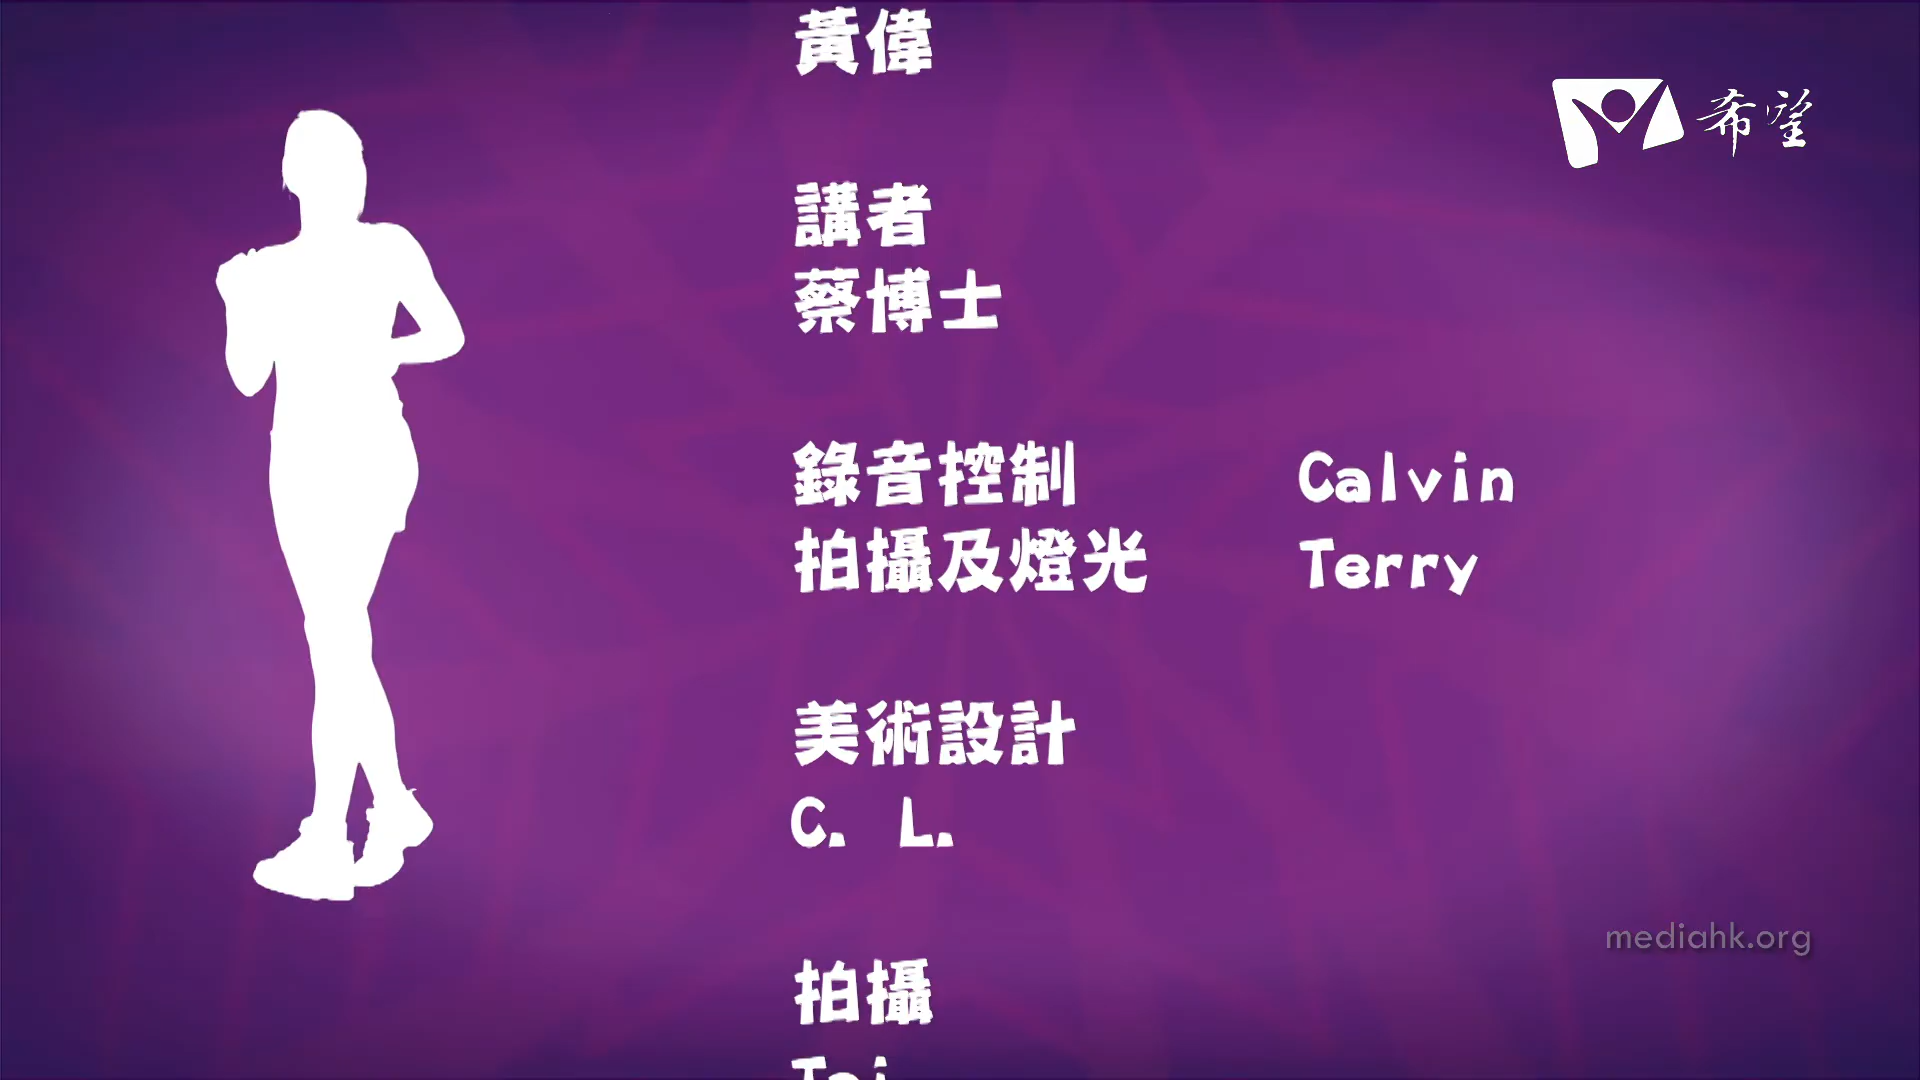 黃偉
希望
講者
蔡博士
錄音控制 Calvin
拍攝及燈光 Terry
美術設計
C. L.
mediahk.org
拍攝